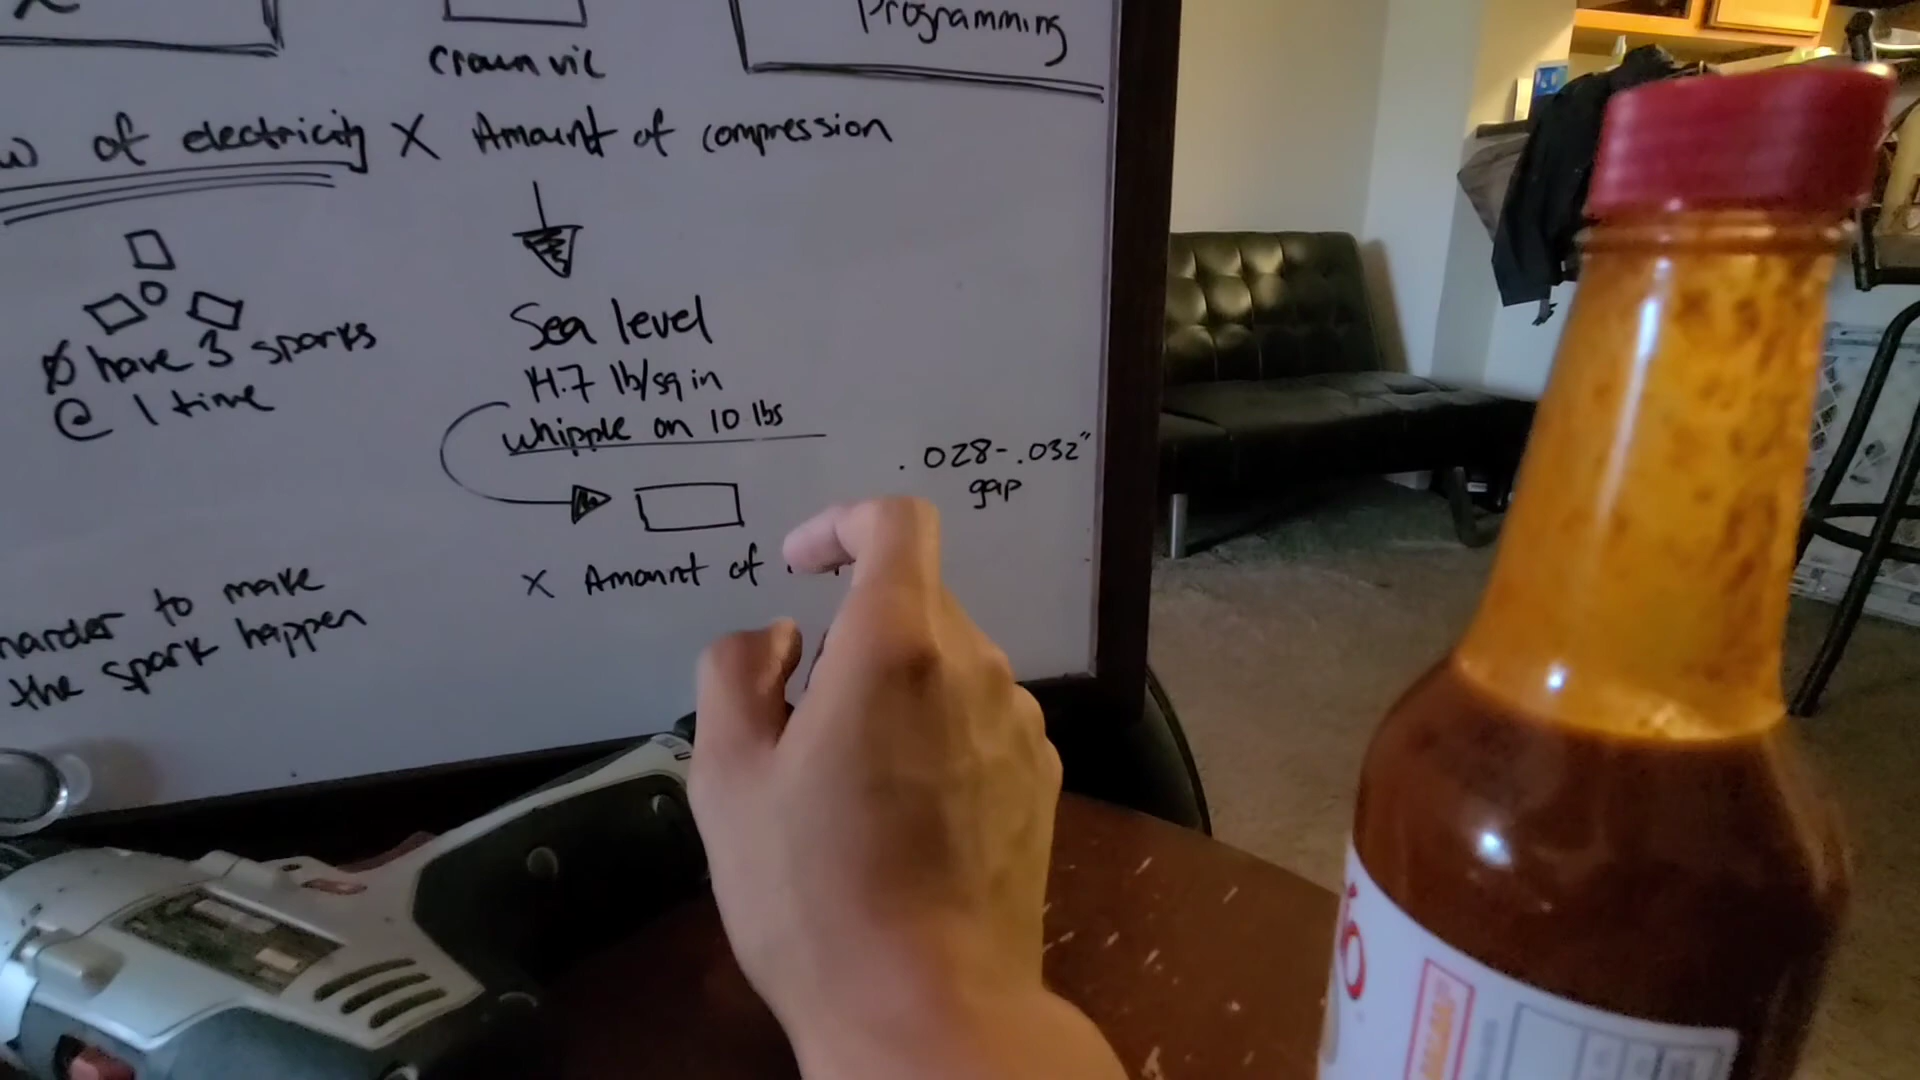 Programming
crown vic
of electricity X Amount of compression
Ø have 3 sparks
@ 1 time
Sea level
14.7 lb/sq in
whipple on 10 lbs
.028-.032"
gap
X Amount of
harder to make
the spark happen